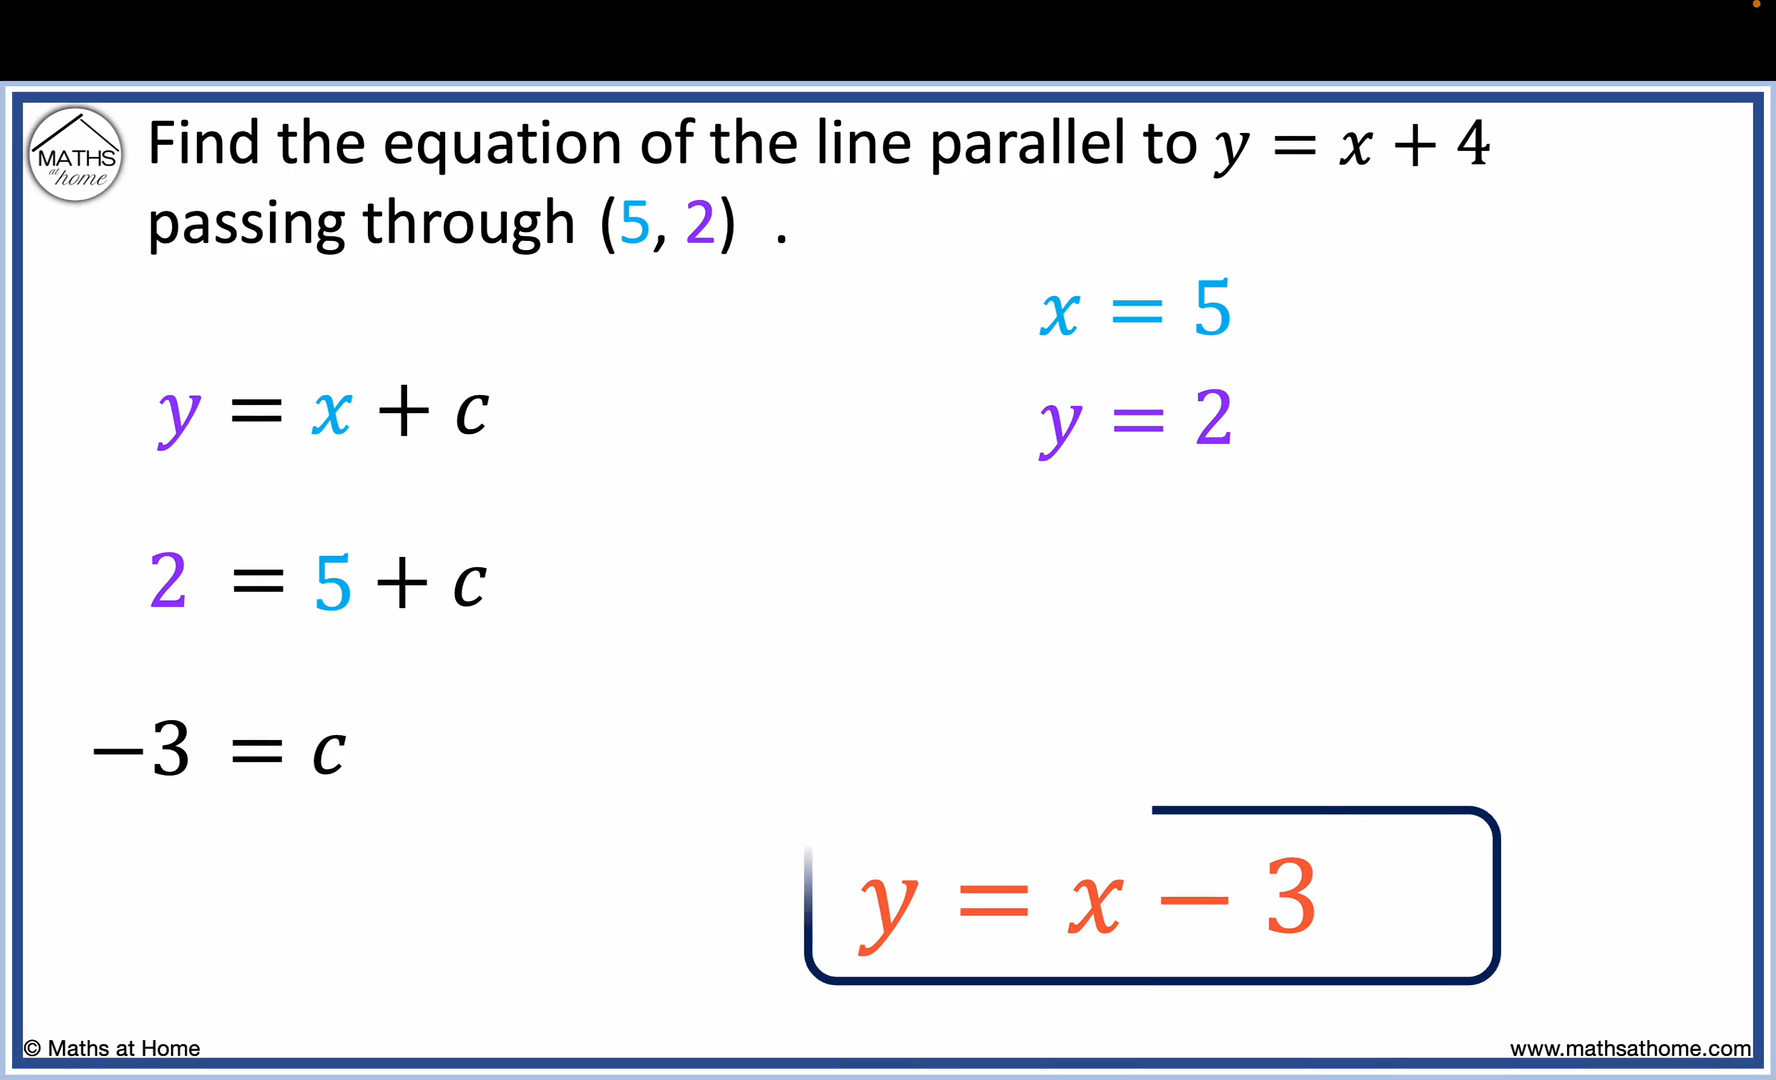 MATHS
at home
Find the equation of the line parallel to y = x + 4
passing through (5, 2) .
x = 5
y = 2
y = x + c
2 = 5 + c
−3 = c
y = x − 3
© Maths at Home
www.mathsathome.com